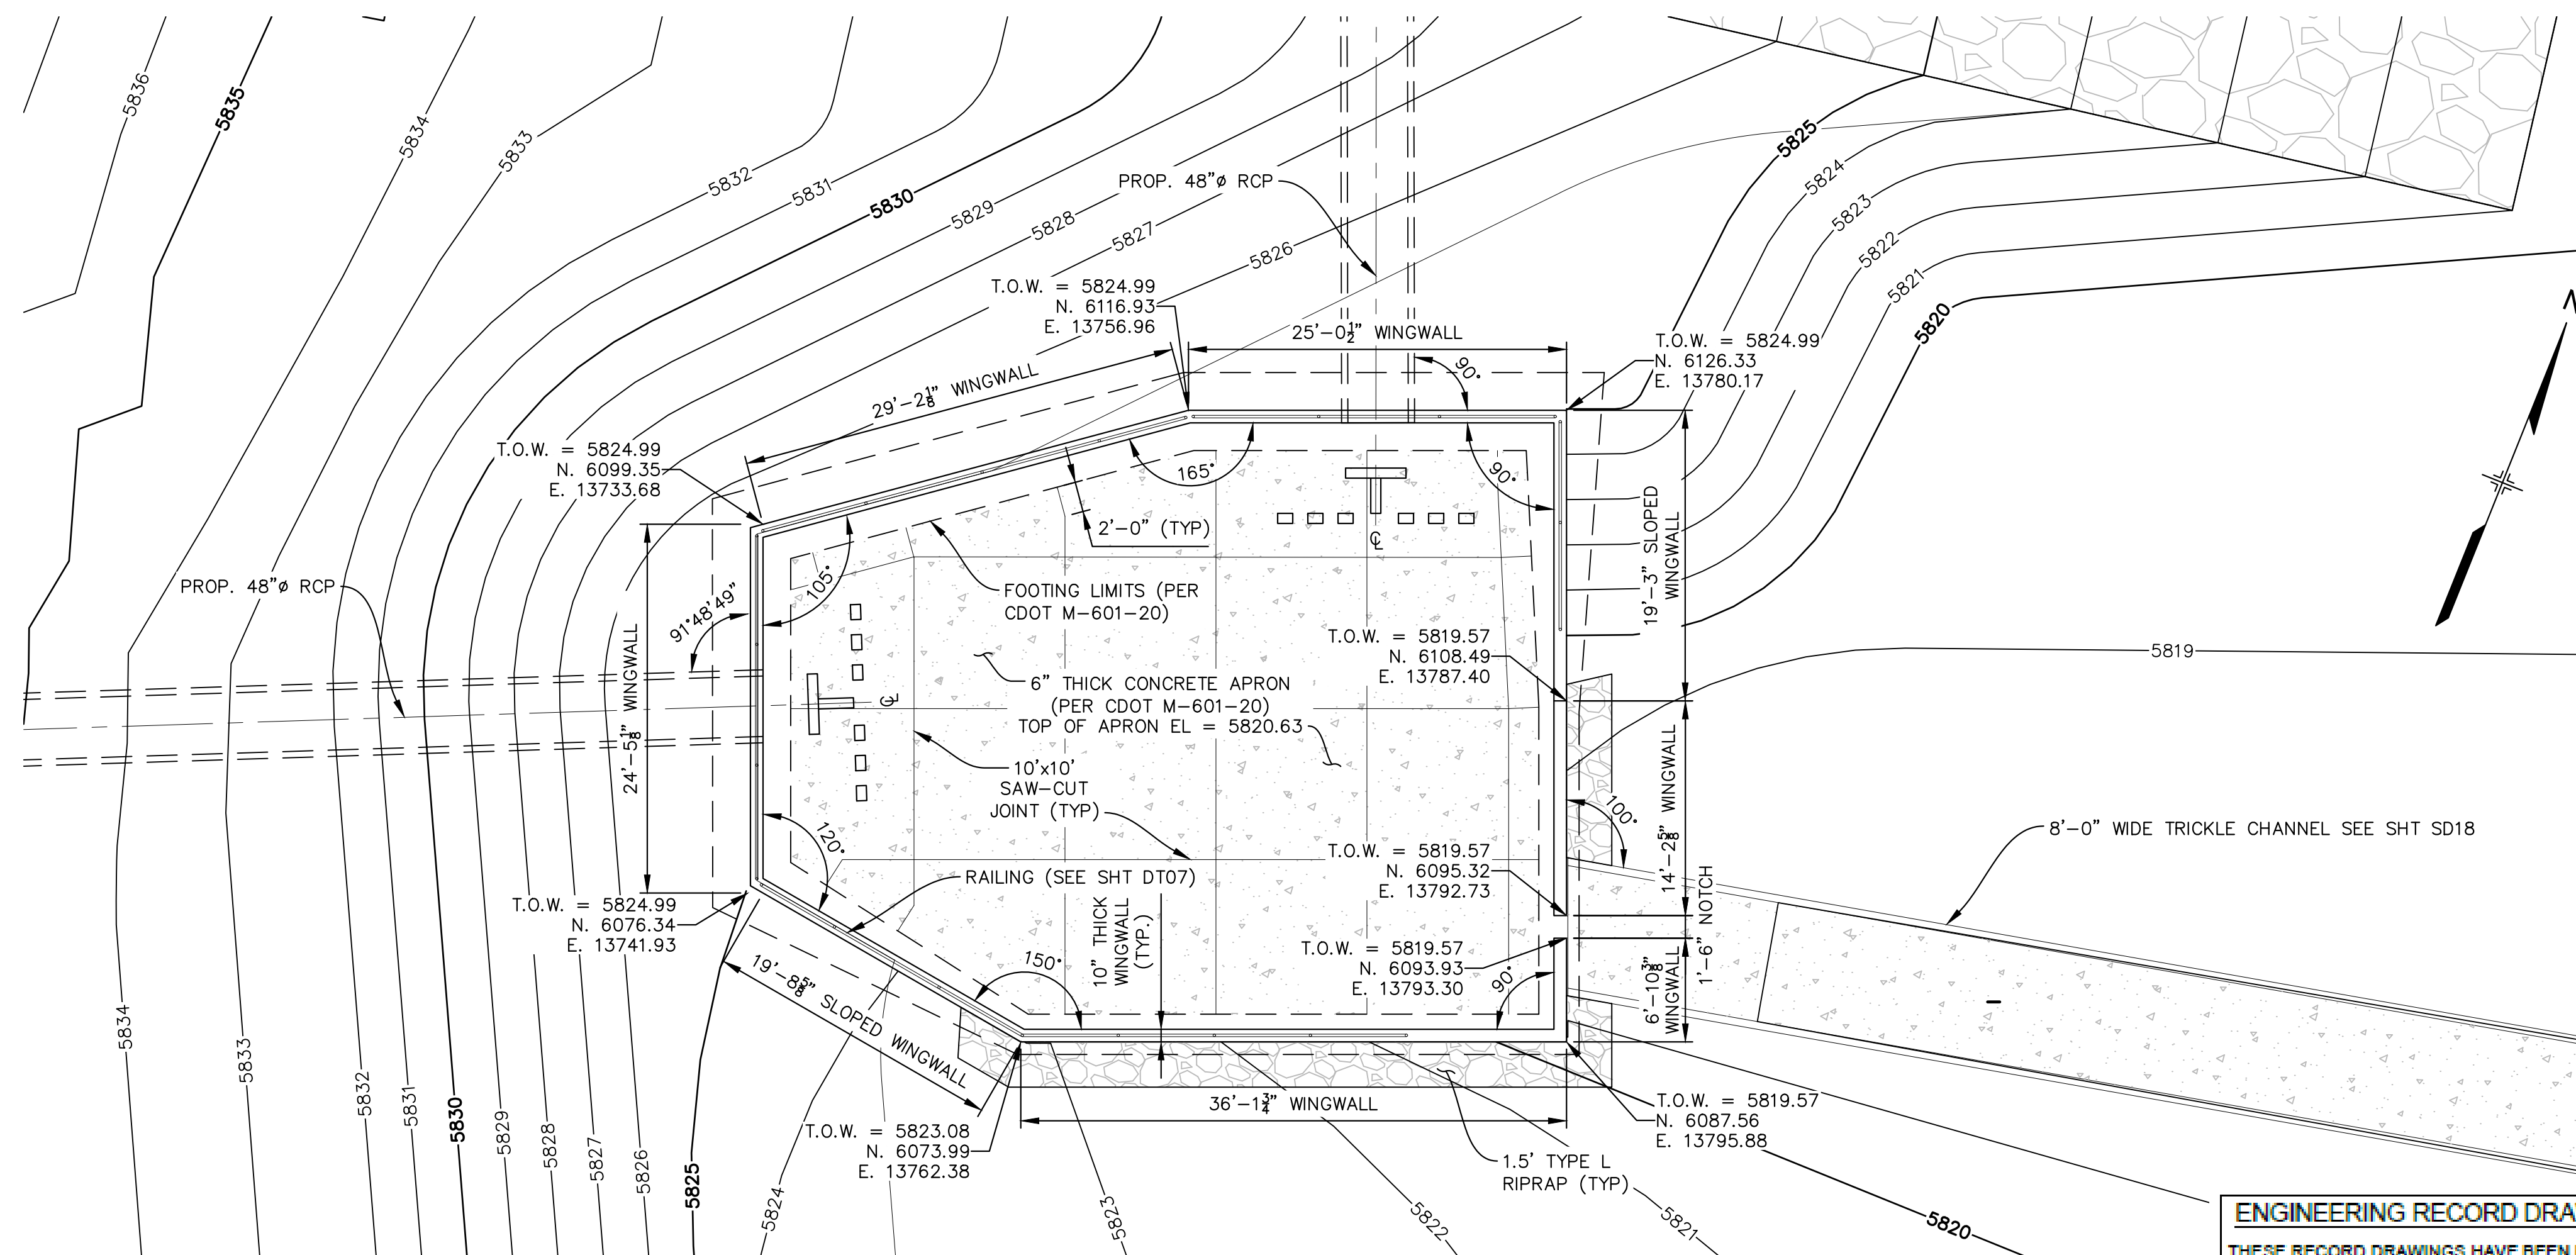 5836
5835
5834
5833
5832
5831
5830
5829
5828
5827
5826
5825
5824
5823
5822
5821
5820
5819
PROP. 48"ø RCP
T.O.W. = 5824.99
N. 6116.93
E. 13756.96
25'-0½" WINGWALL
90°
T.O.W. = 5824.99
N. 6126.33
E. 13780.17
29'-2⅛" WINGWALL
T.O.W. = 5824.99
N. 6099.35
E. 13733.68
165°
90°
2'-0" (TYP)
℄
19'-3" SLOPED
WINGWALL
PROP. 48"ø RCP
91°48'49"
105°
FOOTING LIMITS (PER
CDOT M-601-20)
24'-5⅛" WINGWALL
℄
6" THICK CONCRETE APRON
(PER CDOT M-601-20)
TOP OF APRON EL = 5820.63
T.O.W. = 5819.57
N. 6108.49
E. 13787.40
10'x10'
SAW-CUT
JOINT (TYP)
14'-2⅝" WINGWALL
100°
8'-0" WIDE TRICKLE CHANNEL SEE SHT SD18
120°
RAILING (SEE SHT DT07)
T.O.W. = 5819.57
N. 6095.32
E. 13792.73
1'-6" NOTCH
T.O.W. = 5824.99
N. 6076.34
E. 13741.93
10" THICK
WINGWALL
(TYP.)
T.O.W. = 5819.57
N. 6093.93
E. 13793.30
90°
6'-10⅜"
WINGWALL
150°
19'-8⅝" SLOPED WINGWALL
36'-1¾" WINGWALL
T.O.W. = 5823.08
N. 6073.99
E. 13762.38
T.O.W. = 5819.57
N. 6087.56
E. 13795.88
1.5' TYPE L
RIPRAP (TYP)
5834
5833
5832
5831
5830
5829
5828
5827
5826
5825
5824
5823
5822
5821
5820
ENGINEERING RECORD DRA
THESE RECORD DRAWINGS HAVE BEEN